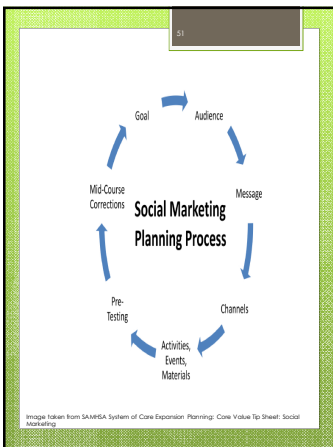 51
Goal
Audience
Message
Channels
Activities,
Events,
Materials
Pre-
Testing
Mid-Course
Corrections
Social Marketing
Planning Process
Image taken from SAMHSA System of Care Expansion Planning: Core Value Tip Sheet: Social
Marketing